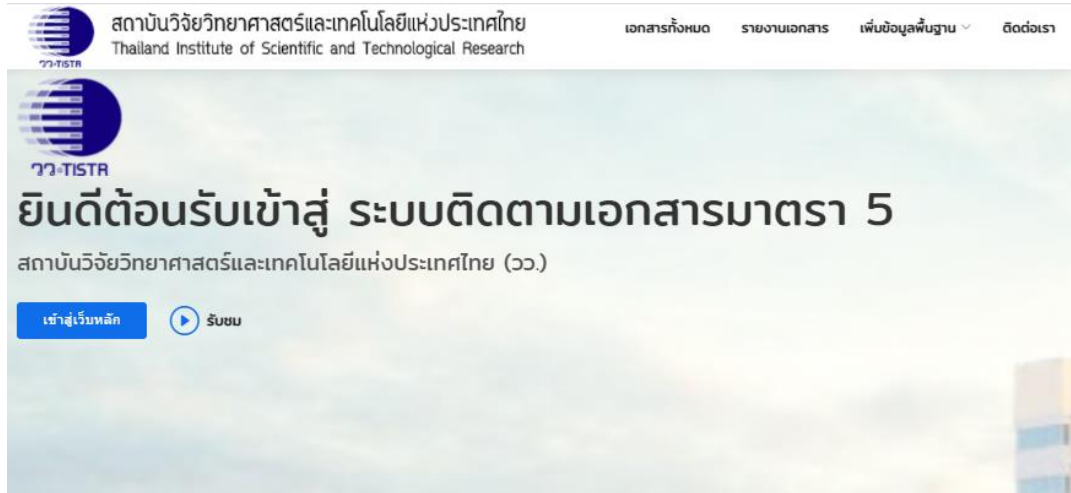 สถาบันวิจัยวิทยาศาสตร์และเทคโนโลยีแห่งประเทศไทย
เอกสารทั้งหมด รายงานเอกสาร เพิ่มข้อมูลพื้นฐาน ติดต่อเรา
Thailand Institute of Scientific and Technological Research
วว-TISTR
วว-TISTR
ยินดีต้อนรับเข้าสู่ ระบบติดตามเอกสารมาตรา 5
สถาบันวิจัยวิทยาศาสตร์และเทคโนโลยีแห่งประเทศไทย (วว.)
เข้าสู่เว็บหลัก รับชม